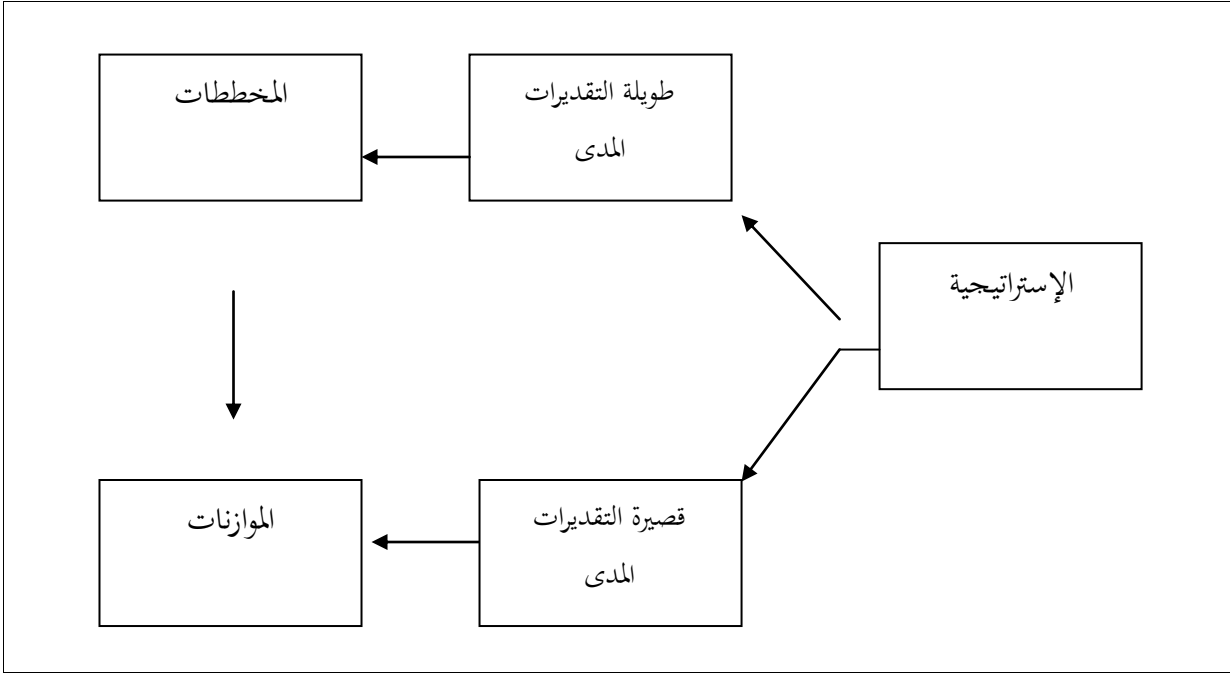 المخططات
طويلة التقديرات
المدى
الإستراتيجية
الموازنات
قصيرة التقديرات
المدى